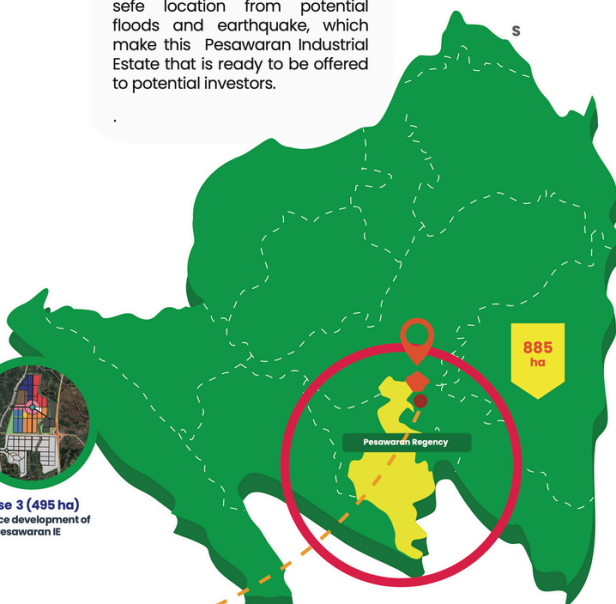 sefe location from potential
floods and earthquake, which
make this Pesawaran Industrial
Estate that is ready to be offered
to potential investors.
.
S
885
ha
Pesawaran Regency
se 3 (495 ha)
ce development of
esawaran IE